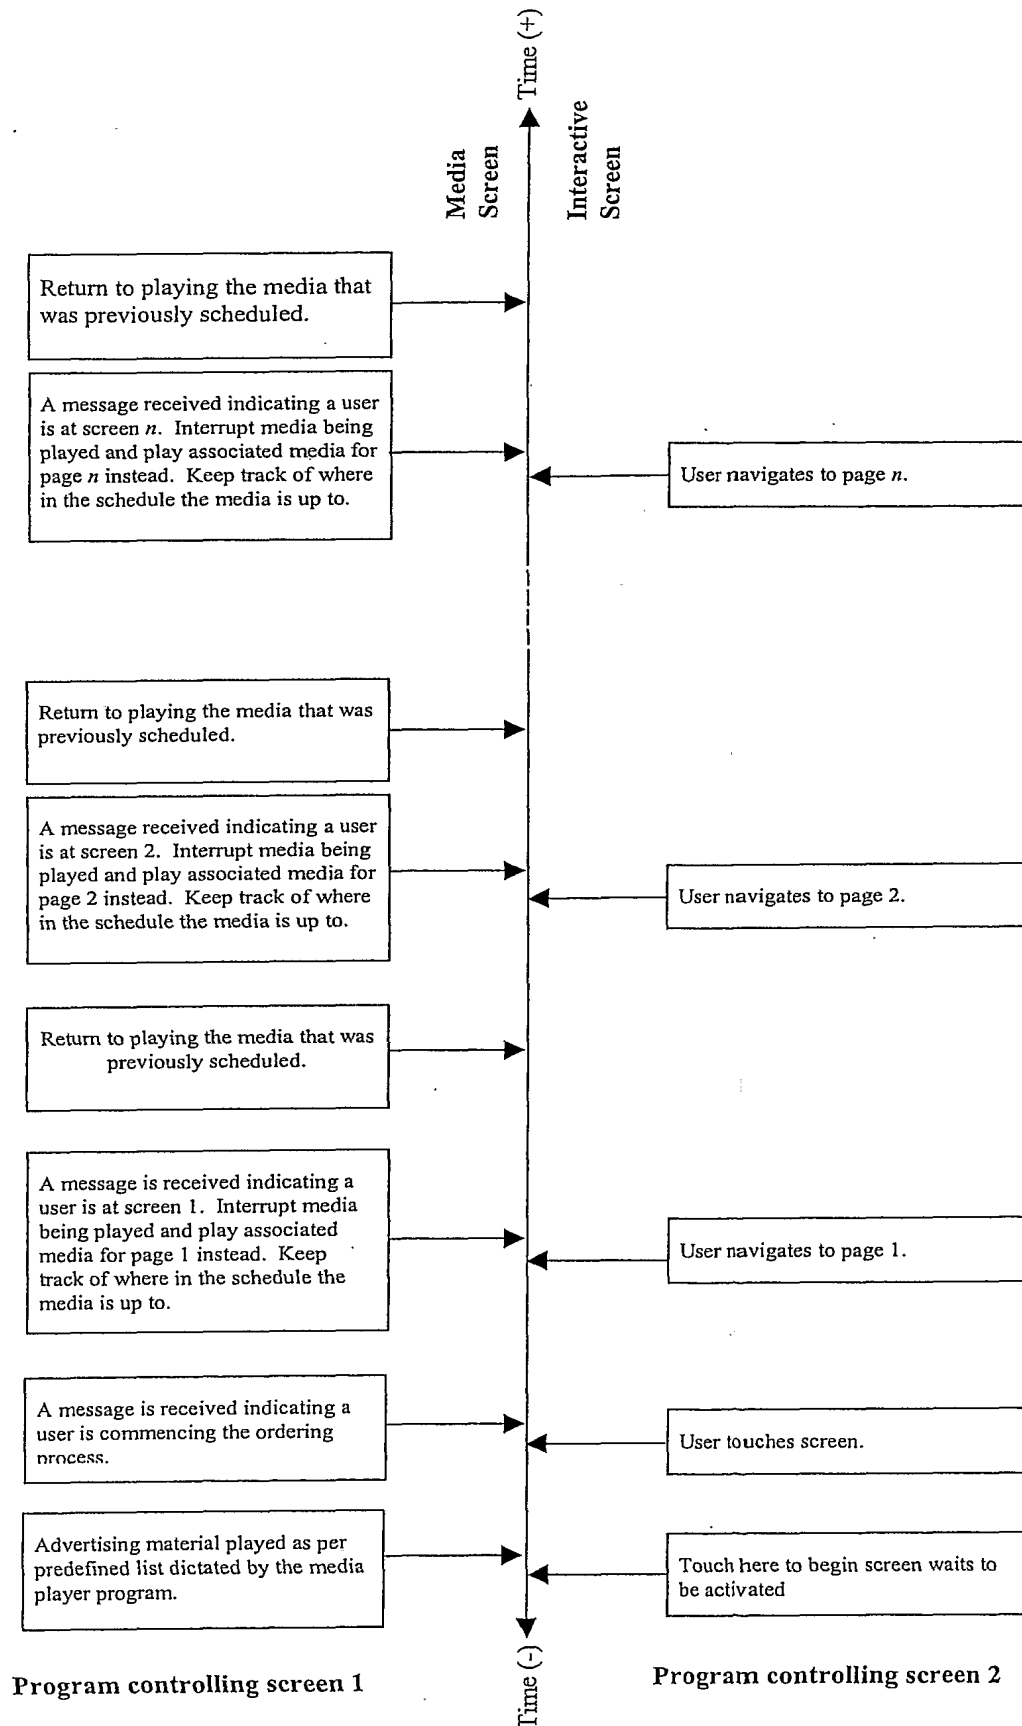 Time (+)
Media
Screen
Interactive
Screen
Return to playing the media that
was previously scheduled.
A message received indicating a user
is at screen n. Interrupt media being
played and play associated media for
page n instead. Keep track of where
in the schedule the media is up to.
User navigates to page n.
Return to playing the media that was
previously scheduled.
A message received indicating a user
is at screen 2. Interrupt media being
played and play associated media for
page 2 instead. Keep track of where
in the schedule the media is up to.
User navigates to page 2.
Return to playing the media that was
previously scheduled.
A message is received indicating a
user is at screen 1. Interrupt media
being played and play associated
media for page 1 instead. Keep
track of where in the schedule the
media is up to.
User navigates to page 1.
A message is received indicating a
user is commencing the ordering
process.
User touches screen.
Advertising material played as per
predefined list dictated by the media
player program.
Touch here to begin screen waits to
be activated
Time (-)
Program controlling screen 1
Program controlling screen 2